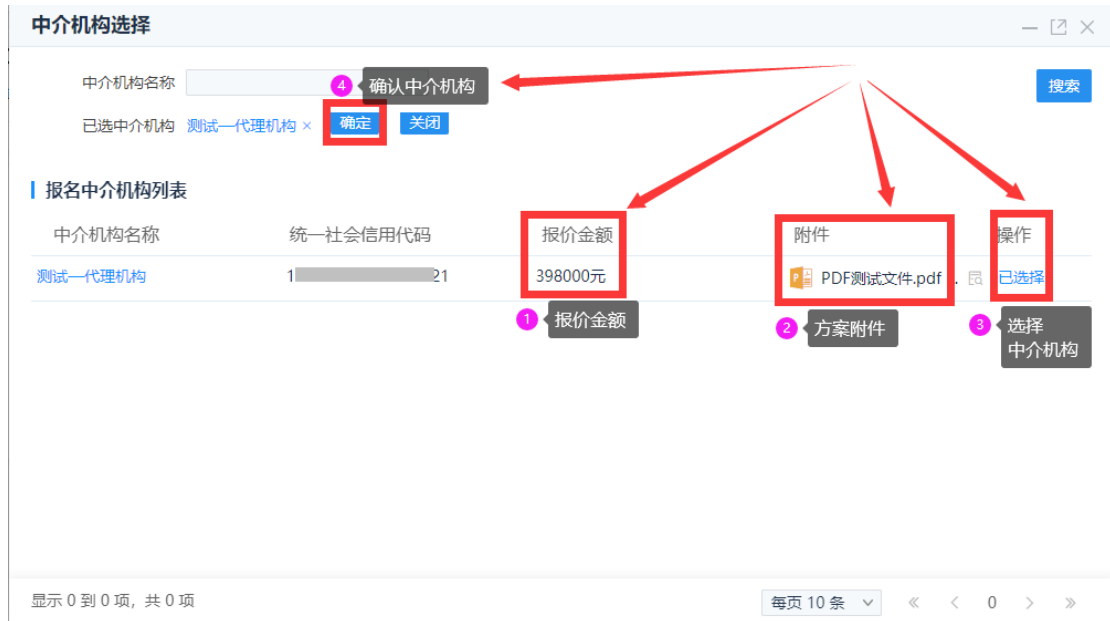 中介机构选择
中介机构名称
4 确认中介机构
搜索
已选中介机构 测试一代理机构 × 确定 关闭
报名中介机构列表
中介机构名称 统一社会信用代码 报价金额 附件 操作
测试一代理机构 1 21 398000元 PDF测试文件.pdf . 已选择
1 报价金额
2 方案附件
3 选择
中介机构
显示 0 到 0 项，共 0 项 每页 10 条 « < 0 > »